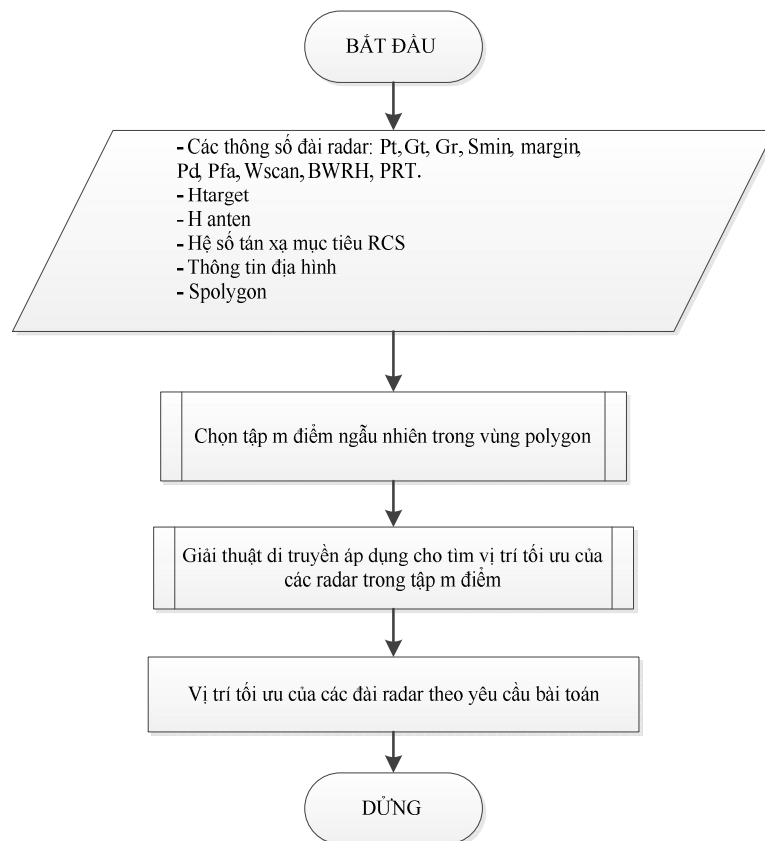 BẮT ĐẦU
- Các thông số đài radar: Pt, Gt, Gr, Smin, margin,
Pd, Pfa, Wscan, BWRH, PRT.
- Htarget
- H anten
- Hệ số tán xạ mục tiêu RCS
- Thông tin địa hình
- Spolygon
Chọn tập m điểm ngẫu nhiên trong vùng polygon
Giải thuật di truyền áp dụng cho tìm vị trí tối ưu của
các radar trong tập m điểm
Vị trí tối ưu của các đài radar theo yêu cầu bài toán
DỬNG